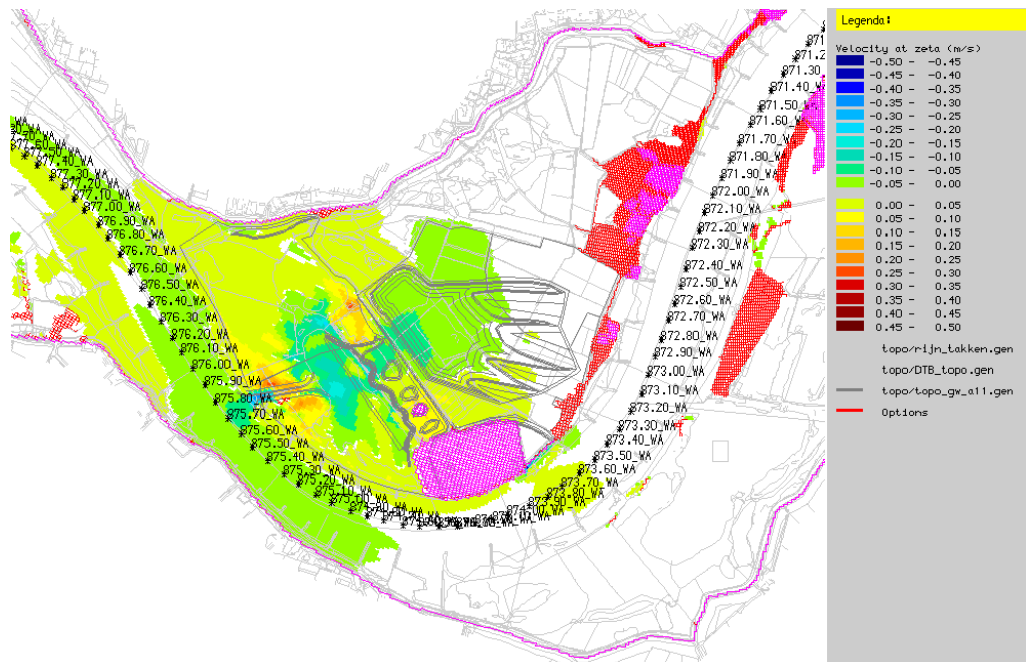 Legenda:
Velocity at zeta (m/s)
-0.50 - -0.45
-0.45 - -0.40
-0.40 - -0.35
-0.35 - -0.30
-0.30 - -0.25
-0.25 - -0.20
-0.20 - -0.15
-0.15 - -0.10
-0.10 - -0.05
-0.05 - 0.00
0.00 - 0.05
0.05 - 0.10
0.10 - 0.15
0.15 - 0.20
0.20 - 0.25
0.25 - 0.30
0.30 - 0.35
0.35 - 0.40
0.40 - 0.45
0.45 - 0.50
topo/rijn_takken.gen
topo/DTB_topo.gen
topo/topo_gw_a11.gen
Options
877.40_WA
877.30_WA
877.20_WA
877.10_WA
877.00_WA
876.90_WA
876.80_WA
876.70_WA
876.60_WA
876.50_WA
876.40_WA
876.30_WA
876.20_WA
876.10_WA
876.00_WA
875.90_WA
875.80_WA
875.70_WA
875.60_WA
875.50_WA
875.40_WA
875.30_WA
875.20_WA
875.10_WA
875.00_WA
871.30_WA
871.40_WA
871.50_WA
871.60_WA
871.70_WA
871.80_WA
871.90_WA
872.00_WA
872.10_WA
872.20_WA
872.30_WA
872.40_WA
872.50_WA
872.60_WA
872.70_WA
872.80_WA
872.90_WA
873.00_WA
873.10_WA
873.20_WA
873.30_WA
873.40_WA
873.50_WA
873.60_WA
873.70_WA
873.80_WA
873.90_WA